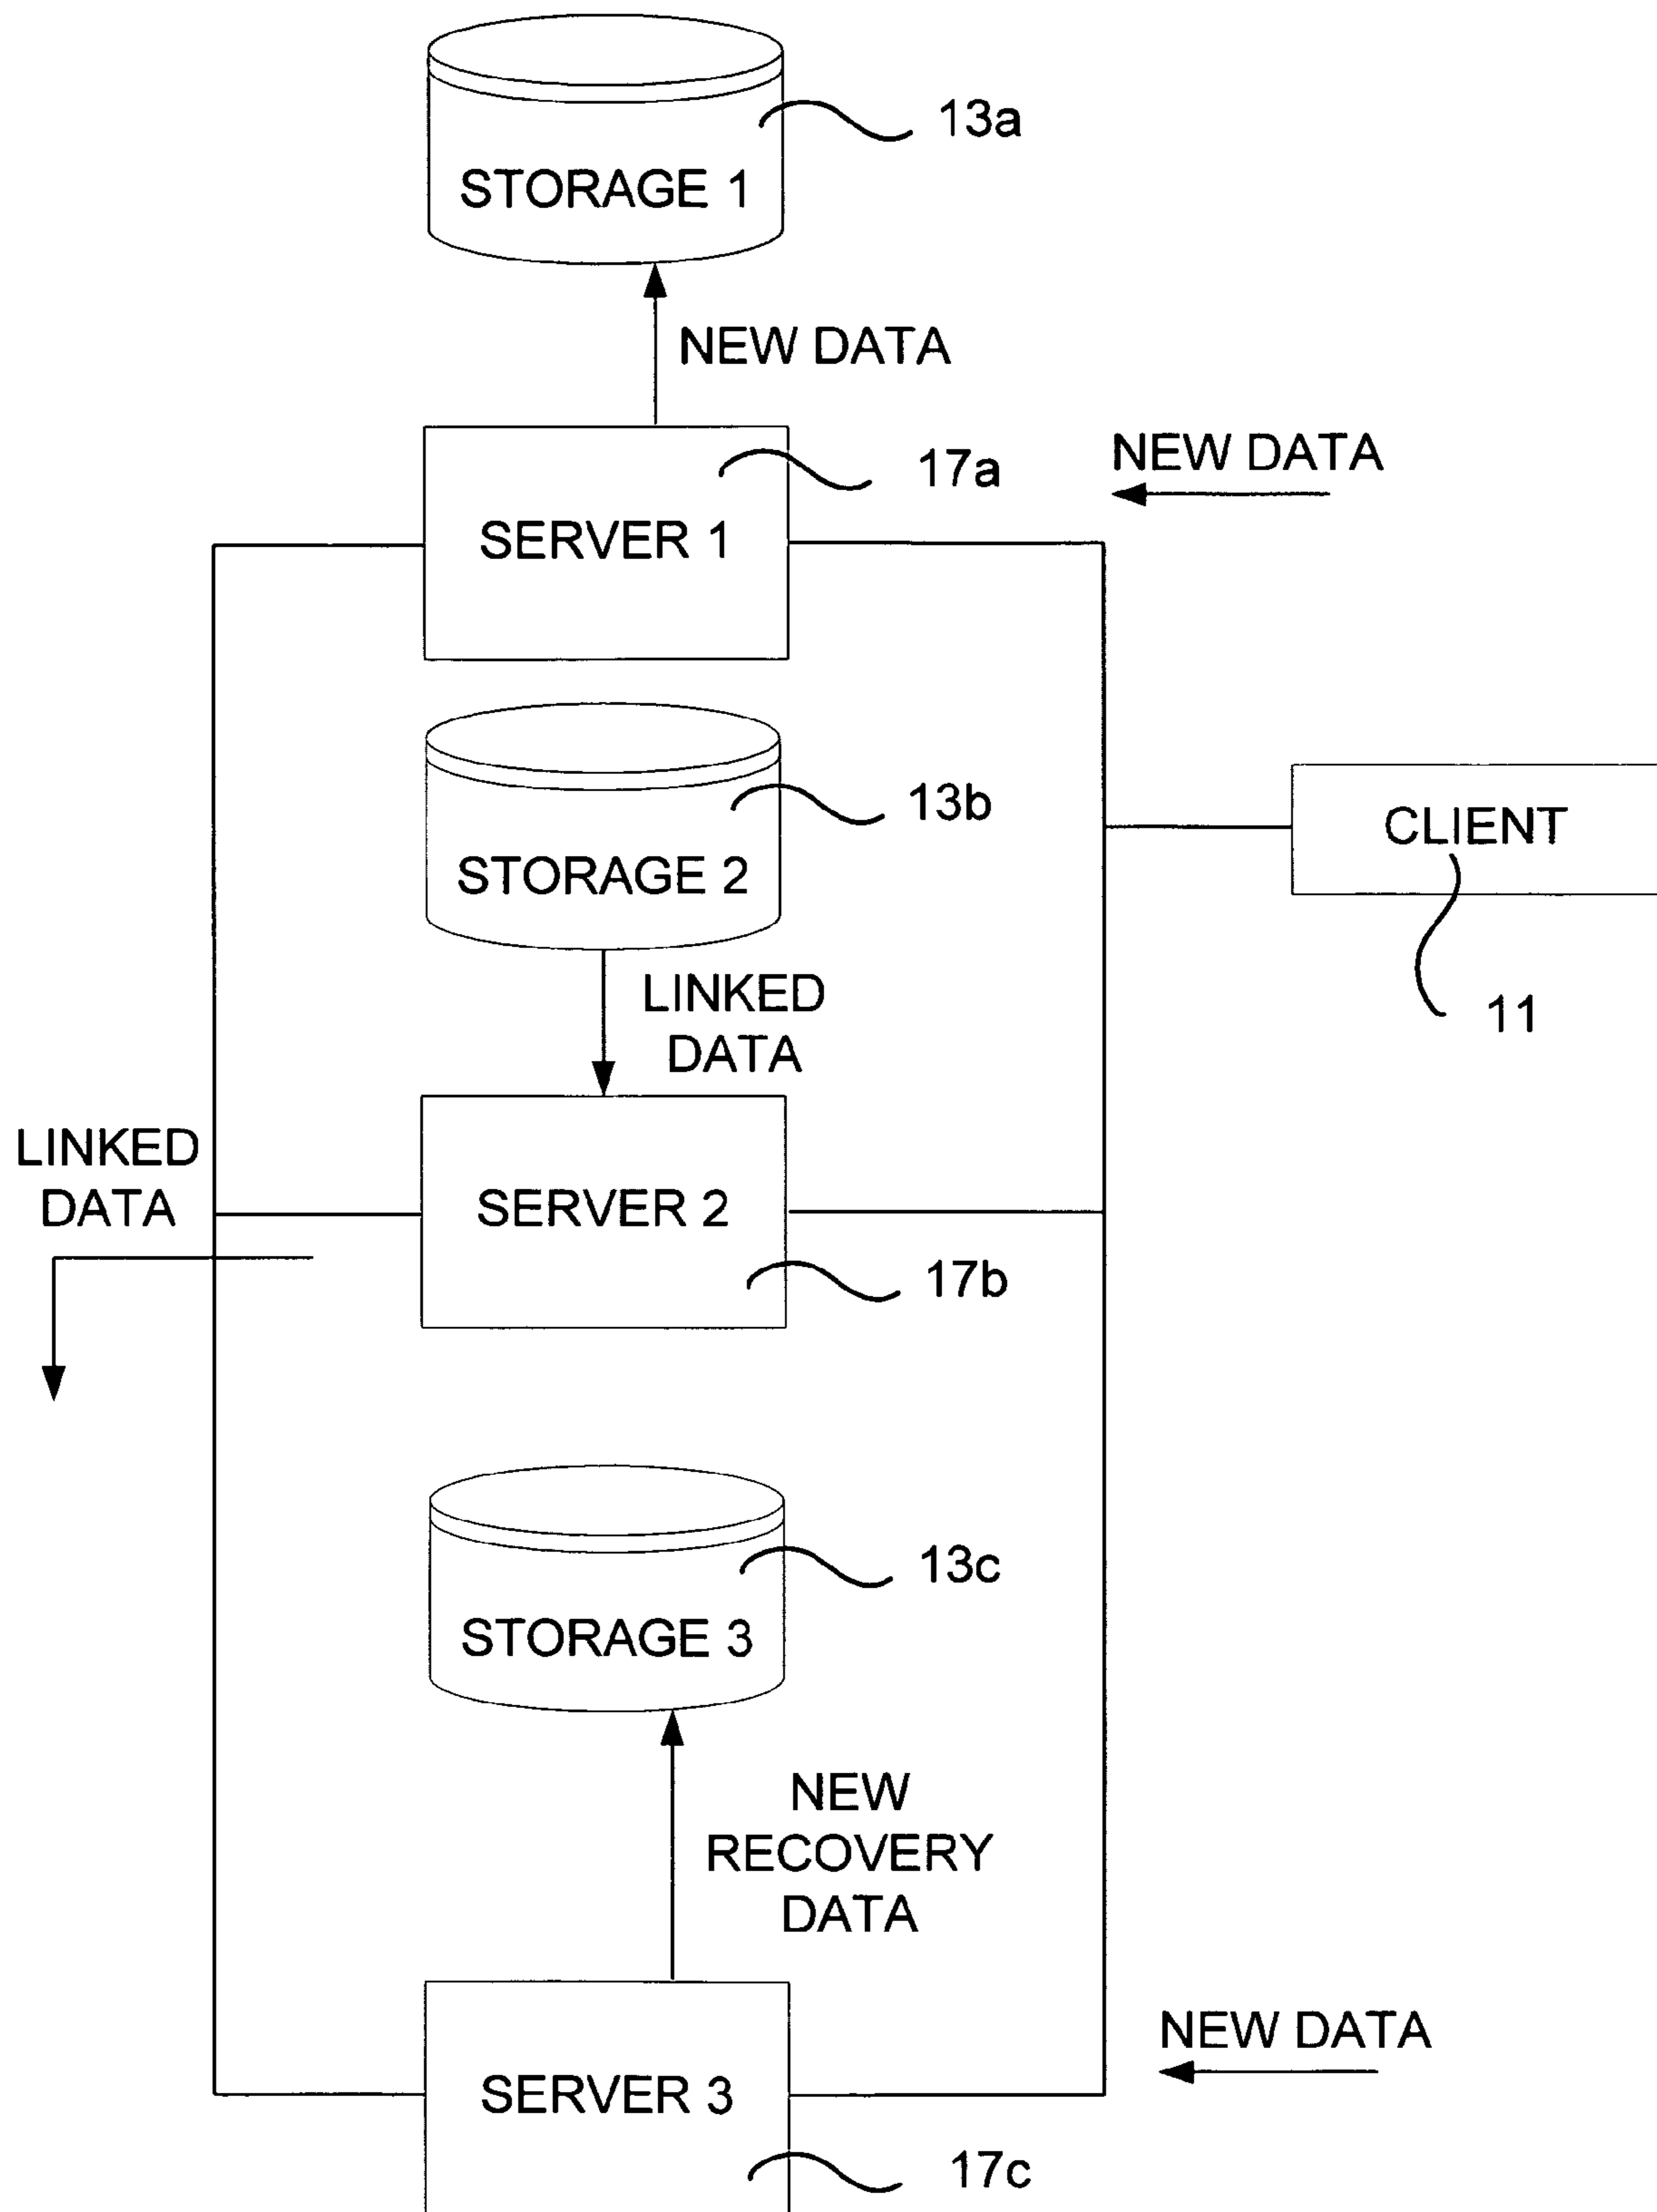 13a
STORAGE 1
NEW DATA
NEW DATA
17a
SERVER 1
13b
STORAGE 2
CLIENT
11
LINKED
DATA
LINKED
DATA
SERVER 2
17b
13c
STORAGE 3
NEW
RECOVERY
DATA
NEW DATA
SERVER 3
17c